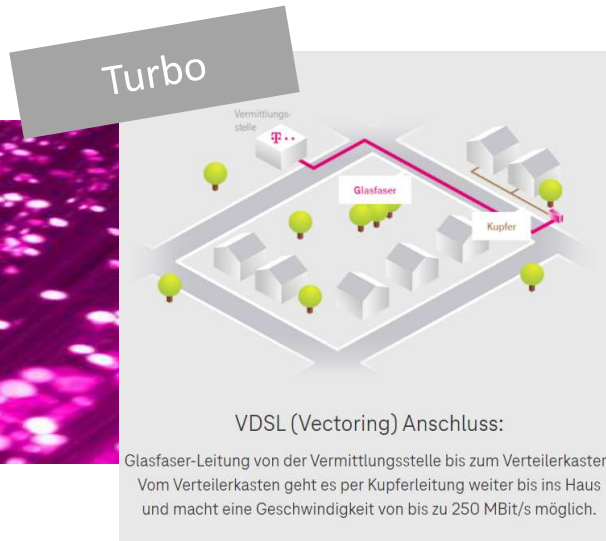 Turbo
Vermittlungs-
stelle
T··
Glasfaser
Kupfer
VDSL (Vectoring) Anschluss:
Glasfaser-Leitung von der Vermittlungsstelle bis zum Verteilerkasten
Vom Verteilerkasten geht es per Kupferleitung weiter bis ins Haus
und macht eine Geschwindigkeit von bis zu 250 MBit/s möglich.